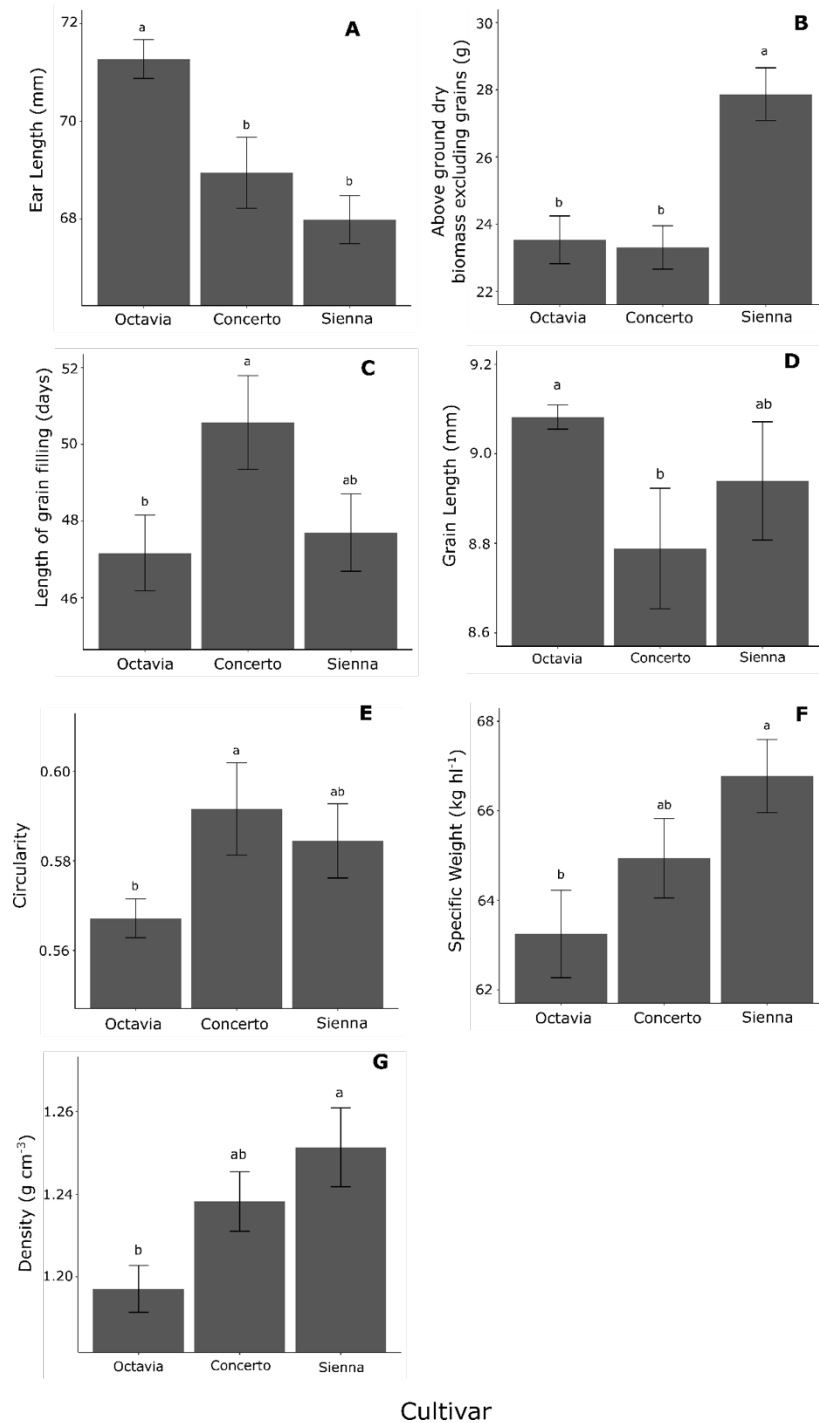 A
Ear Length (mm)
72
70
68
a
b
b
Octavia Concerto Sienna
B
Above ground dry
biomass excluding grains (g)
30
28
26
24
22
b
b
a
Octavia Concerto Sienna
C
Length of grain filling (days)
52
50
48
46
b
a
ab
Octavia Concerto Sienna
D
Grain Length (mm)
9.2
9.0
8.8
8.6
a
b
ab
Octavia Concerto Sienna
E
Circularity
0.60
0.58
0.56
b
a
ab
Octavia Concerto Sienna
F
Specific Weight (kg hl⁻¹)
68
66
64
62
b
ab
a
Octavia Concerto Sienna
G
Density (g cm⁻³)
1.26
1.24
1.20
b
ab
a
Octavia Concerto Sienna
Cultivar